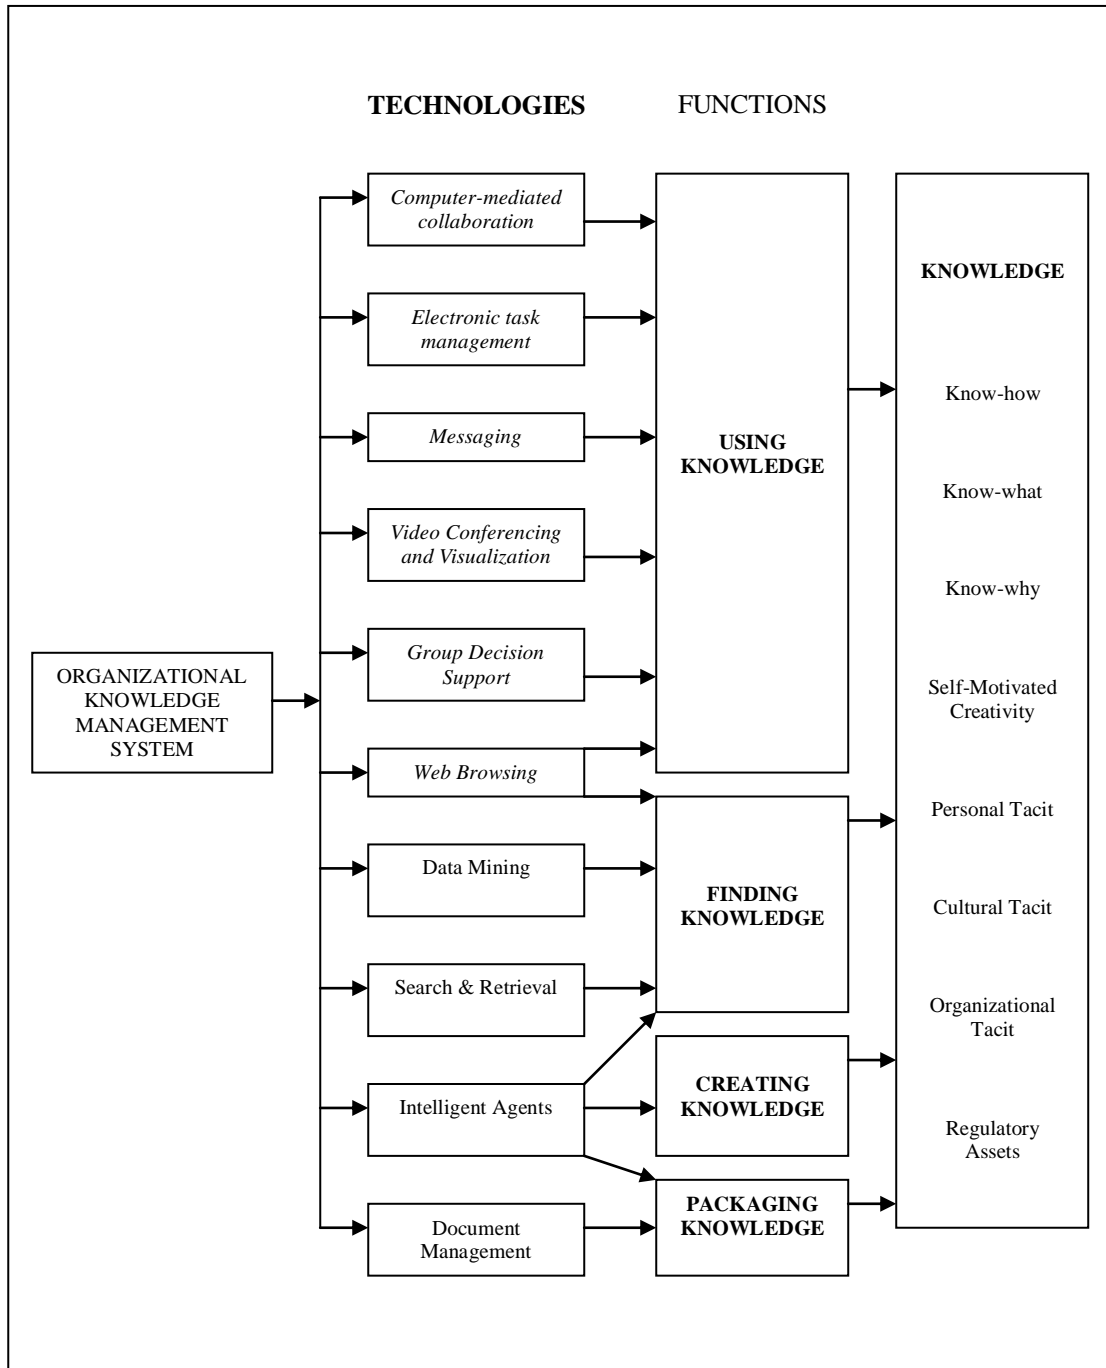 TECHNOLOGIES
FUNCTIONS
Computer-mediated
collaboration
Electronic task
management
Messaging
Video Conferencing
and Visualization
Group Decision
Support
Web Browsing
Data Mining
Search & Retrieval
Intelligent Agents
Document
Management
ORGANIZATIONAL
KNOWLEDGE
MANAGEMENT
SYSTEM
USING
KNOWLEDGE
FINDING
KNOWLEDGE
CREATING
KNOWLEDGE
PACKAGING
KNOWLEDGE
KNOWLEDGE
Know-how
Know-what
Know-why
Self-Motivated
Creativity
Personal Tacit
Cultural Tacit
Organizational
Tacit
Regulatory
Assets